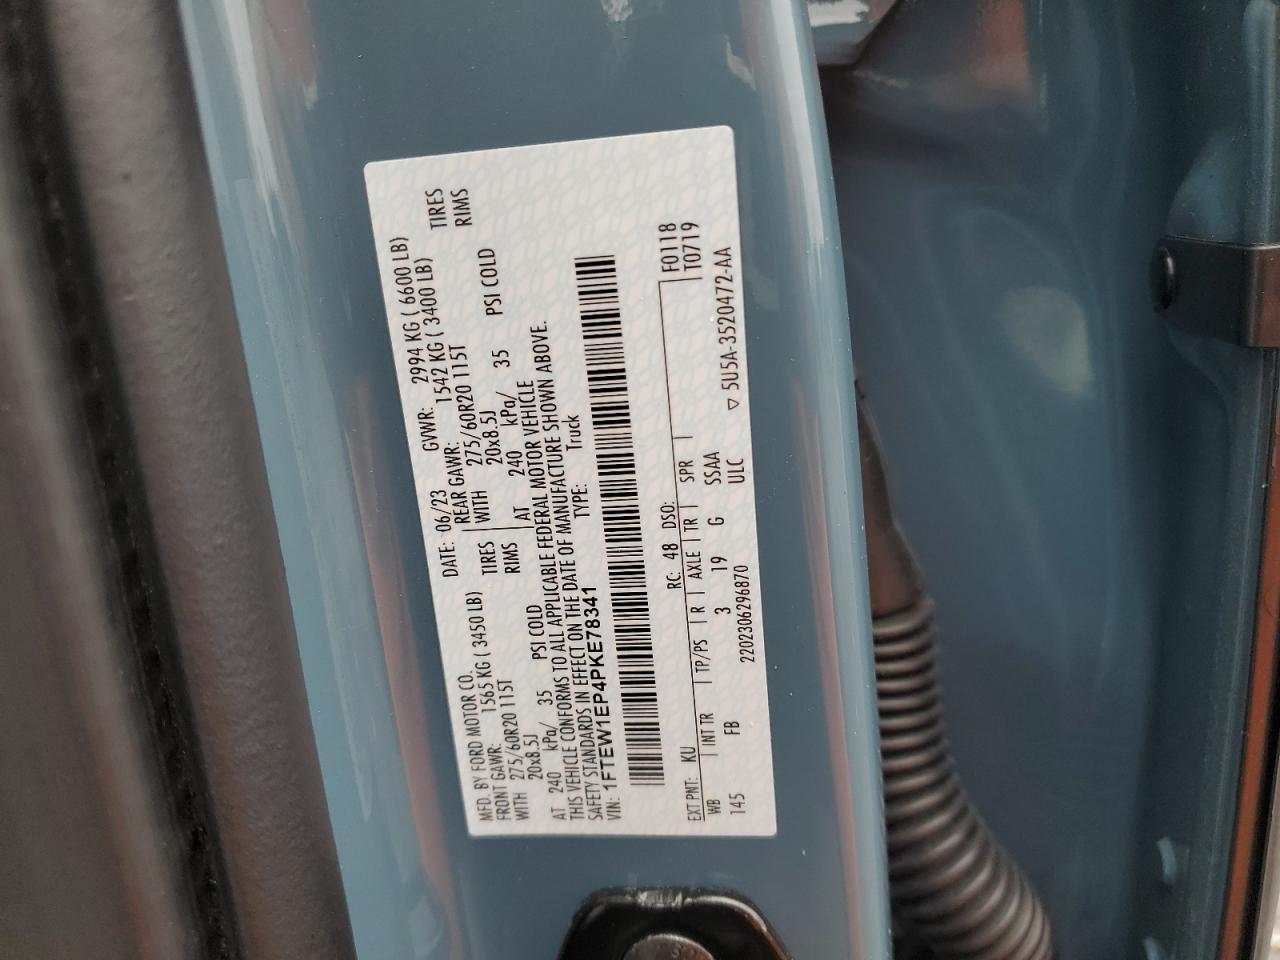 MFD. BY FORD MOTOR CO.
DATE: 06/23 GVWR: 2994 KG ( 6600 LB)
FRONT GAWR: 1565 KG ( 3450 LB) REAR GAWR: 1542 KG ( 3400 LB)
WITH 275/60R20 115T TIRES WITH 275/60R20 115T TIRES
20x8.5J RIMS 20x8.5J RIMS
AT 240 kPa/ 35 PSI COLD AT 240 kPa/ 35 PSI COLD
THIS VEHICLE CONFORMS TO ALL APPLICABLE FEDERAL MOTOR VEHICLE
SAFETY STANDARDS IN EFFECT ON THE DATE OF MANUFACTURE SHOWN ABOVE.
VIN: 1FTEW1EP4PKE78341 TYPE: Truck
EXT PNT: KU RC: 48 DSO: F0118
WB INT TR TP/PS R AXLE TR SPR T0719
145 FB 3 19 G SSAA
2202306296870 ULC ▽ 5U5A-3520472-AA